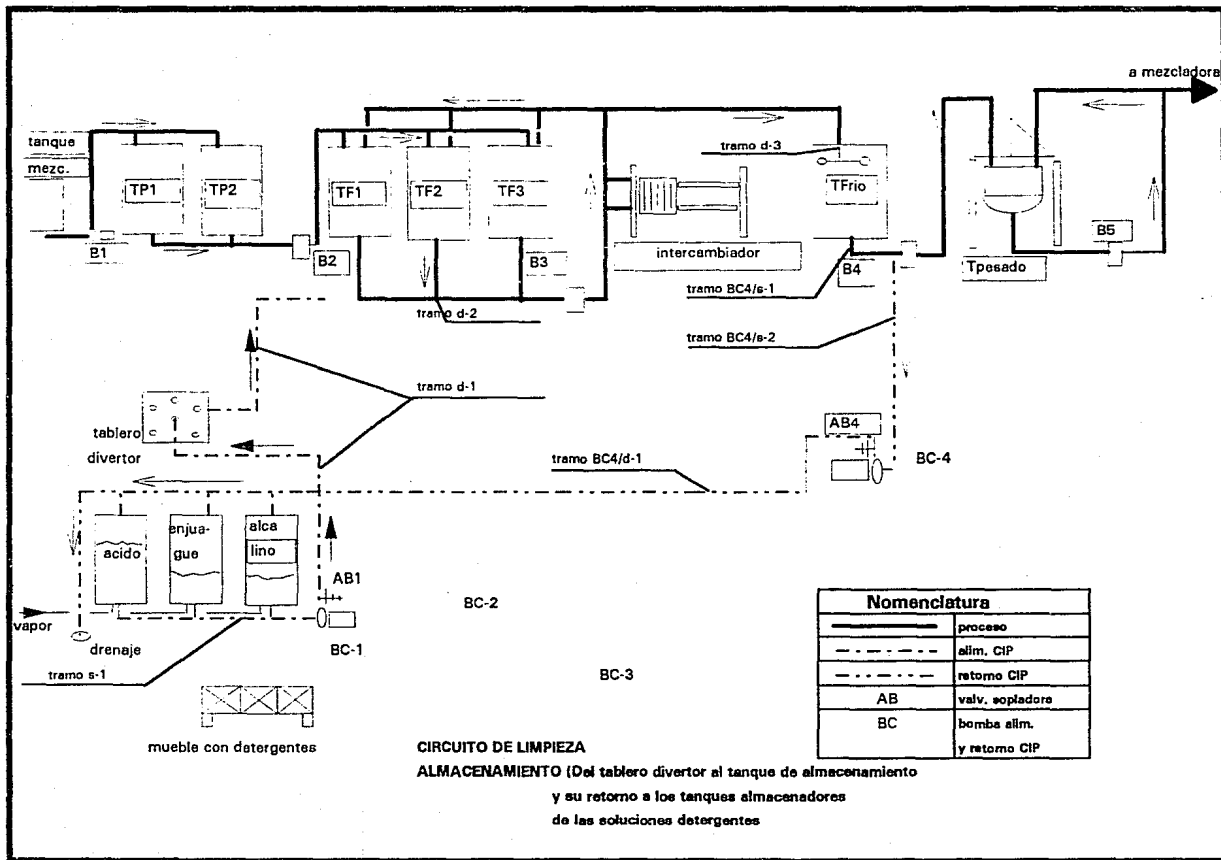 a mezcladora
tanque
mezc.
TP1
TP2
TF1
TF2
TF3
tramo d-3
TFrio
B1
B2
B3
intercambiador
B4
Tpesado
B5
tramo BC4/s-1
tramo d-2
tramo BC4/s-2
tramo d-1
tablero
divertor
AB4
tramo BC4/d-1
BC-4
acido
enjua-
gue
alca
lino
AB1
vapor
drenaje
BC-1
BC-2
BC-3
tramo s-1
mueble con detergentes
Nomenclatura
proceso
alim. CIP
retorno CIP
AB valv. sopladora
BC bomba alim.
y retorno CIP
CIRCUITO DE LIMPIEZA
ALMACENAMIENTO (Del tablero divertor al tanque de almacenamiento
y su retorno a los tanques almacenadores
de las soluciones detergentes